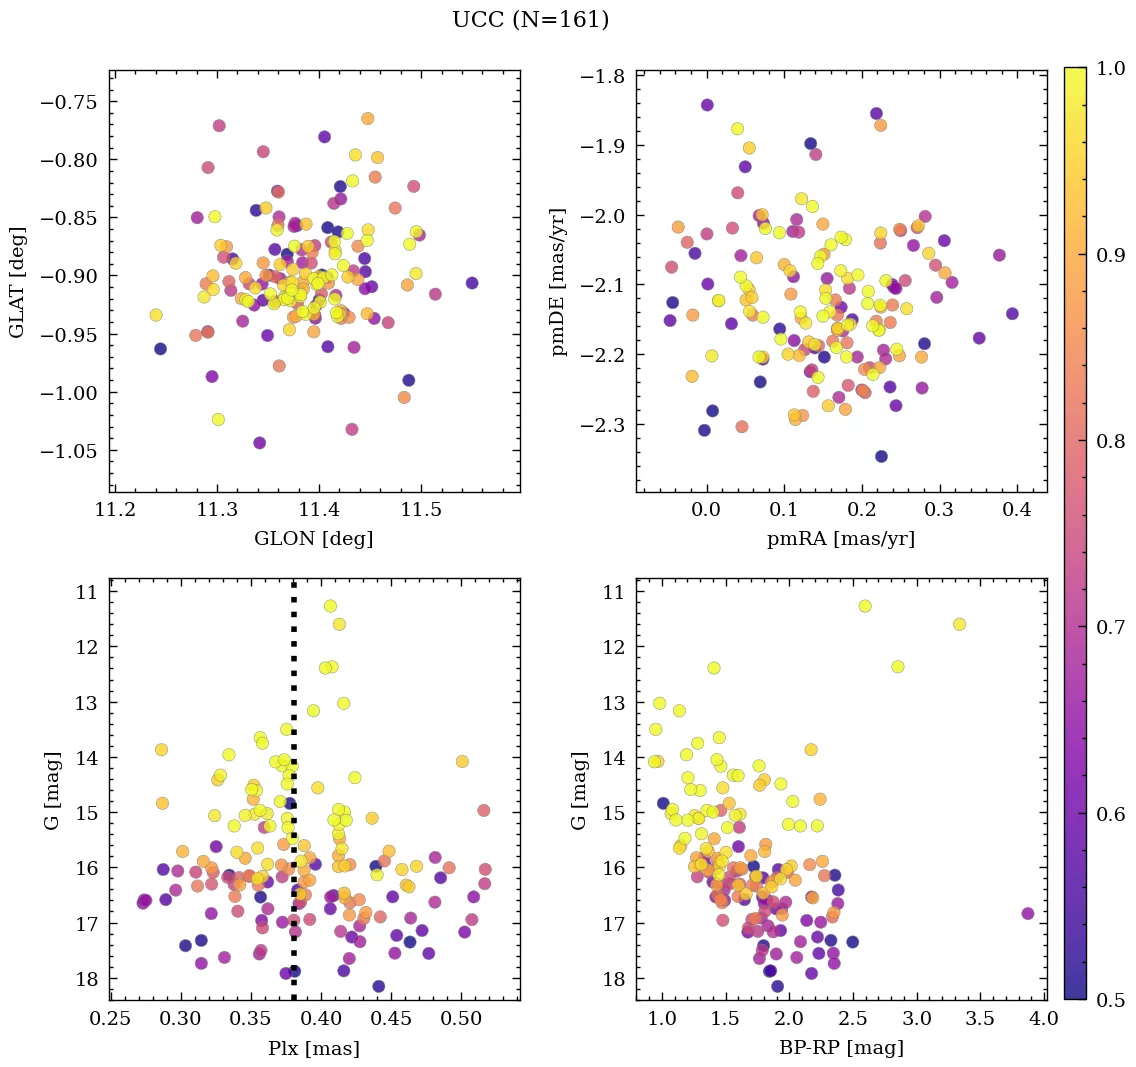 UCC (N=161)
−0.75
−0.80
−0.85
−0.90
−0.95
−1.00
−1.05
GLAT [deg]
11.2 11.3 11.4 11.5
GLON [deg]
−1.8
−1.9
−2.0
−2.1
−2.2
−2.3
pmDE [mas/yr]
0.0 0.1 0.2 0.3 0.4
pmRA [mas/yr]
11
12
13
14
15
16
17
18
G [mag]
0.25 0.30 0.35 0.40 0.45 0.50
Plx [mas]
11
12
13
14
15
16
17
18
G [mag]
1.0 1.5 2.0 2.5 3.0 3.5 4.0
BP-RP [mag]
1.0
0.9
0.8
0.7
0.6
0.5